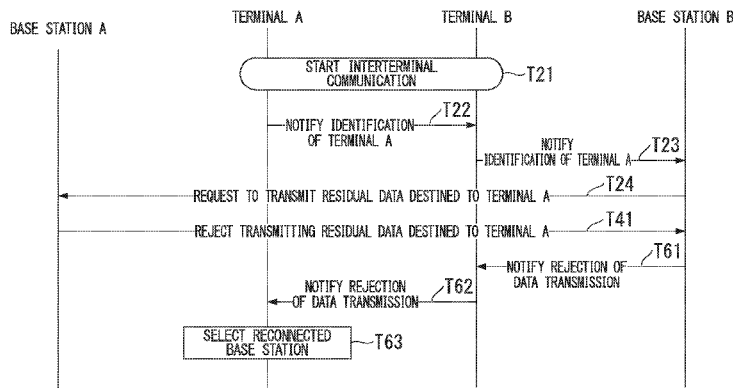 BASE STATION A
TERMINAL A
TERMINAL B
BASE STATION B
START INTERTERMINAL
COMMUNICATION
T21
T22
NOTIFY IDENTIFICATION
OF TERMINAL A
NOTIFY
IDENTIFICATION OF TERMINAL A
T23
REQUEST TO TRANSMIT RESIDUAL DATA DESTINED TO TERMINAL A
T24
REJECT TRANSMITTING RESIDUAL DATA DESTINED TO TERMINAL A
T41
T61
NOTIFY REJECTION OF
DATA TRANSMISSION
NOTIFY REJECTION
OF DATA TRANSMISSION
T62
SELECT RECONNECTED
BASE STATION
T63